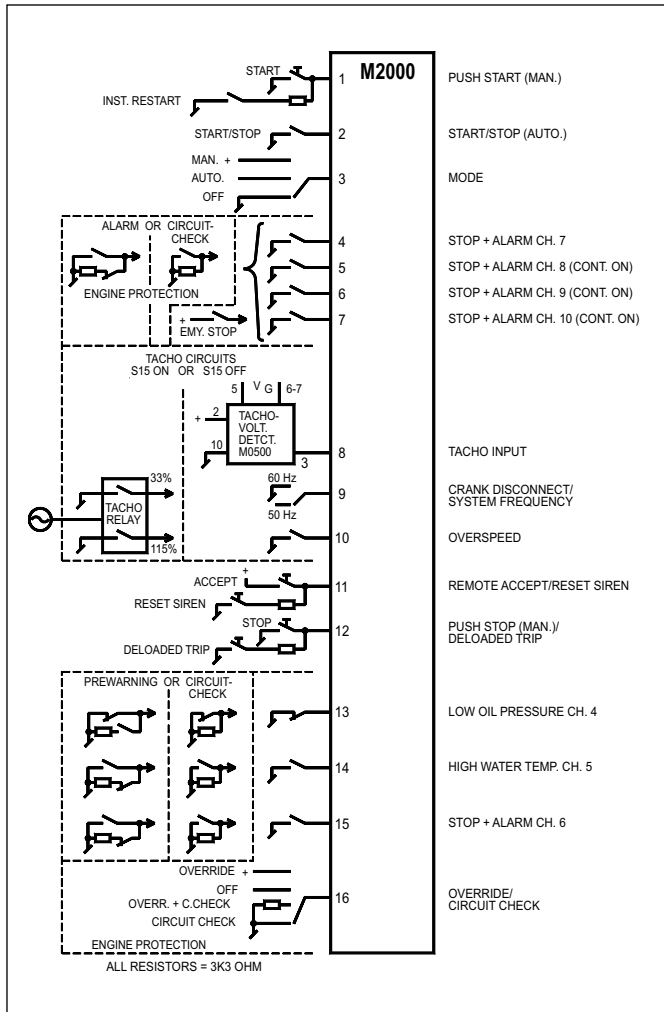 M2000
START
1
PUSH START (MAN.)
INST. RESTART
START/STOP
2
START/STOP (AUTO.)
MAN. +
AUTO.
3
MODE
OFF
ALARM OR CIRCUIT-
CHECK
4
STOP + ALARM CH. 7
5
STOP + ALARM CH. 8 (CONT. ON)
ENGINE PROTECTION
6
STOP + ALARM CH. 9 (CONT. ON)
+
EMY. STOP
7
STOP + ALARM CH. 10 (CONT. ON)
TACHO CIRCUITS
S15 ON OR S15 OFF
5 V G 6-7
+ 2
TACHO-
VOLT.
DETCT.
M0500
10
3
8
TACHO INPUT
33%
60 Hz
9
CRANK DISCONNECT/
SYSTEM FREQUENCY
50 Hz
TACHO
RELAY
115%
10
OVERSPEED
+
ACCEPT
11
REMOTE ACCEPT/RESET SIREN
RESET SIREN
STOP
12
PUSH STOP (MAN.)/
DELOADED TRIP
DELOADED TRIP
PREWARNING OR CIRCUIT-
CHECK
13
LOW OIL PRESSURE CH. 4
14
HIGH WATER TEMP. CH. 5
15
STOP + ALARM CH. 6
OVERRIDE +
OFF
16
OVERRIDE/
CIRCUIT CHECK
OVERR. + C.CHECK
CIRCUIT CHECK
ENGINE PROTECTION
ALL RESISTORS = 3K3 OHM